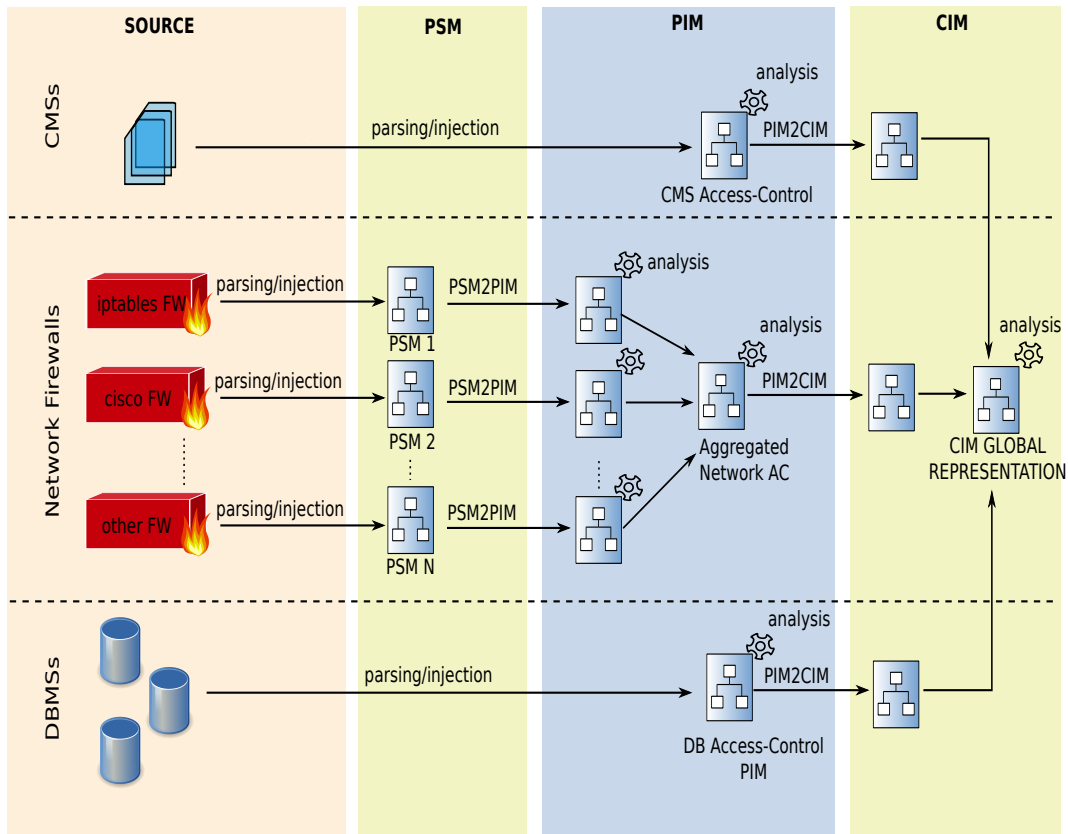 SOURCE
PSM
PIM
CIM
CMSs
parsing/injection
analysis
PIM2CIM
CMS Access-Control
Network Firewalls
iptables FW
parsing/injection
PSM 1
PSM2PIM
analysis
cisco FW
parsing/injection
PSM 2
PSM2PIM
analysis
PIM2CIM
Aggregated
Network AC
analysis
CIM GLOBAL
REPRESENTATION
other FW
parsing/injection
PSM N
PSM2PIM
DBMSs
parsing/injection
analysis
PIM2CIM
DB Access-Control
PIM